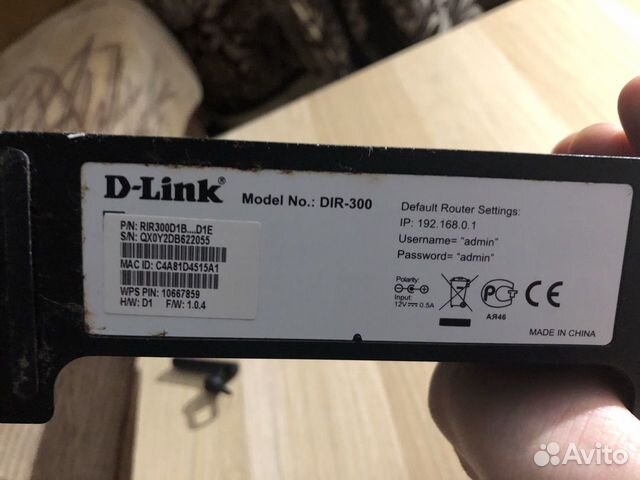 D-Link
Model No.: DIR-300
P/N: RIR300D1B....D1E
S/N: QX0Y2DB622055
MAC ID: C4A81D4515A1
WPS PIN: 10667859
H/W: D1 F/W: 1.0.4
Default Router Settings:
IP: 192.168.0.1
Username= "admin"
Password= "admin"
Polarity:
Input:
12V 0.5A
АЯ46
CE
MADE IN CHINA
Avito